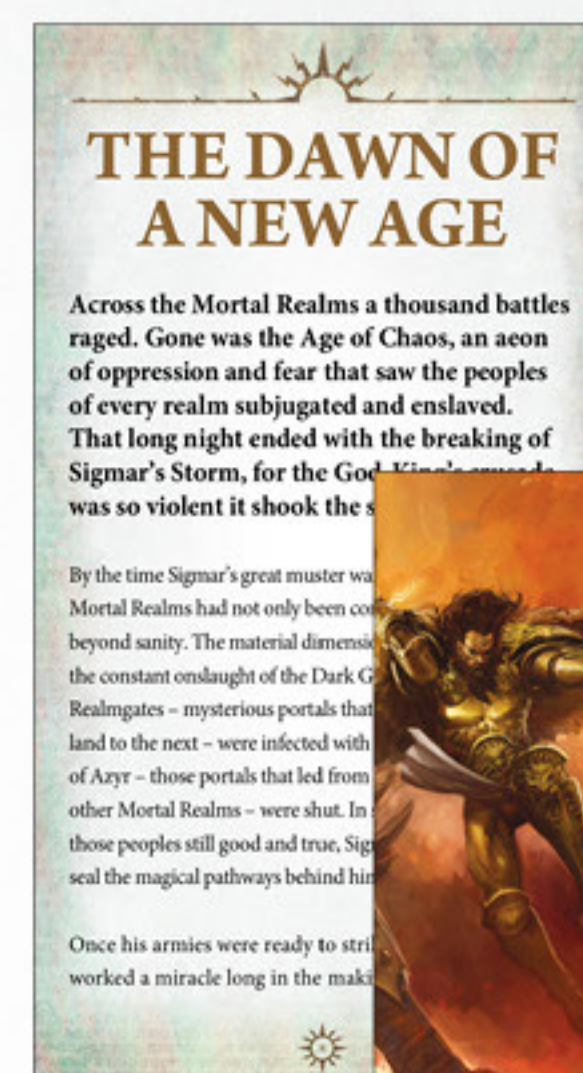 THE DAWN OF
A NEW AGE
Across the Mortal Realms a thousand battles
raged. Gone was the Age of Chaos, an aeon
of oppression and fear that saw the peoples
of every realm subjugated and enslaved.
That long night ended with the breaking of
Sigmar's Storm, for the God-King's crusade
was so violent it shook the
By the time Sigmar's great muster
Mortal Realms had not only been
beyond sanity. The material
the constant onslaught of the Dark
Realmgates – mysterious portals that
land to the next – were infected with
of Azyr – those portals that led from
other Mortal Realms – were shut. In
those peoples still good and true,
seal the magical pathways behind
Once his armies were ready to
worked a miracle long in the